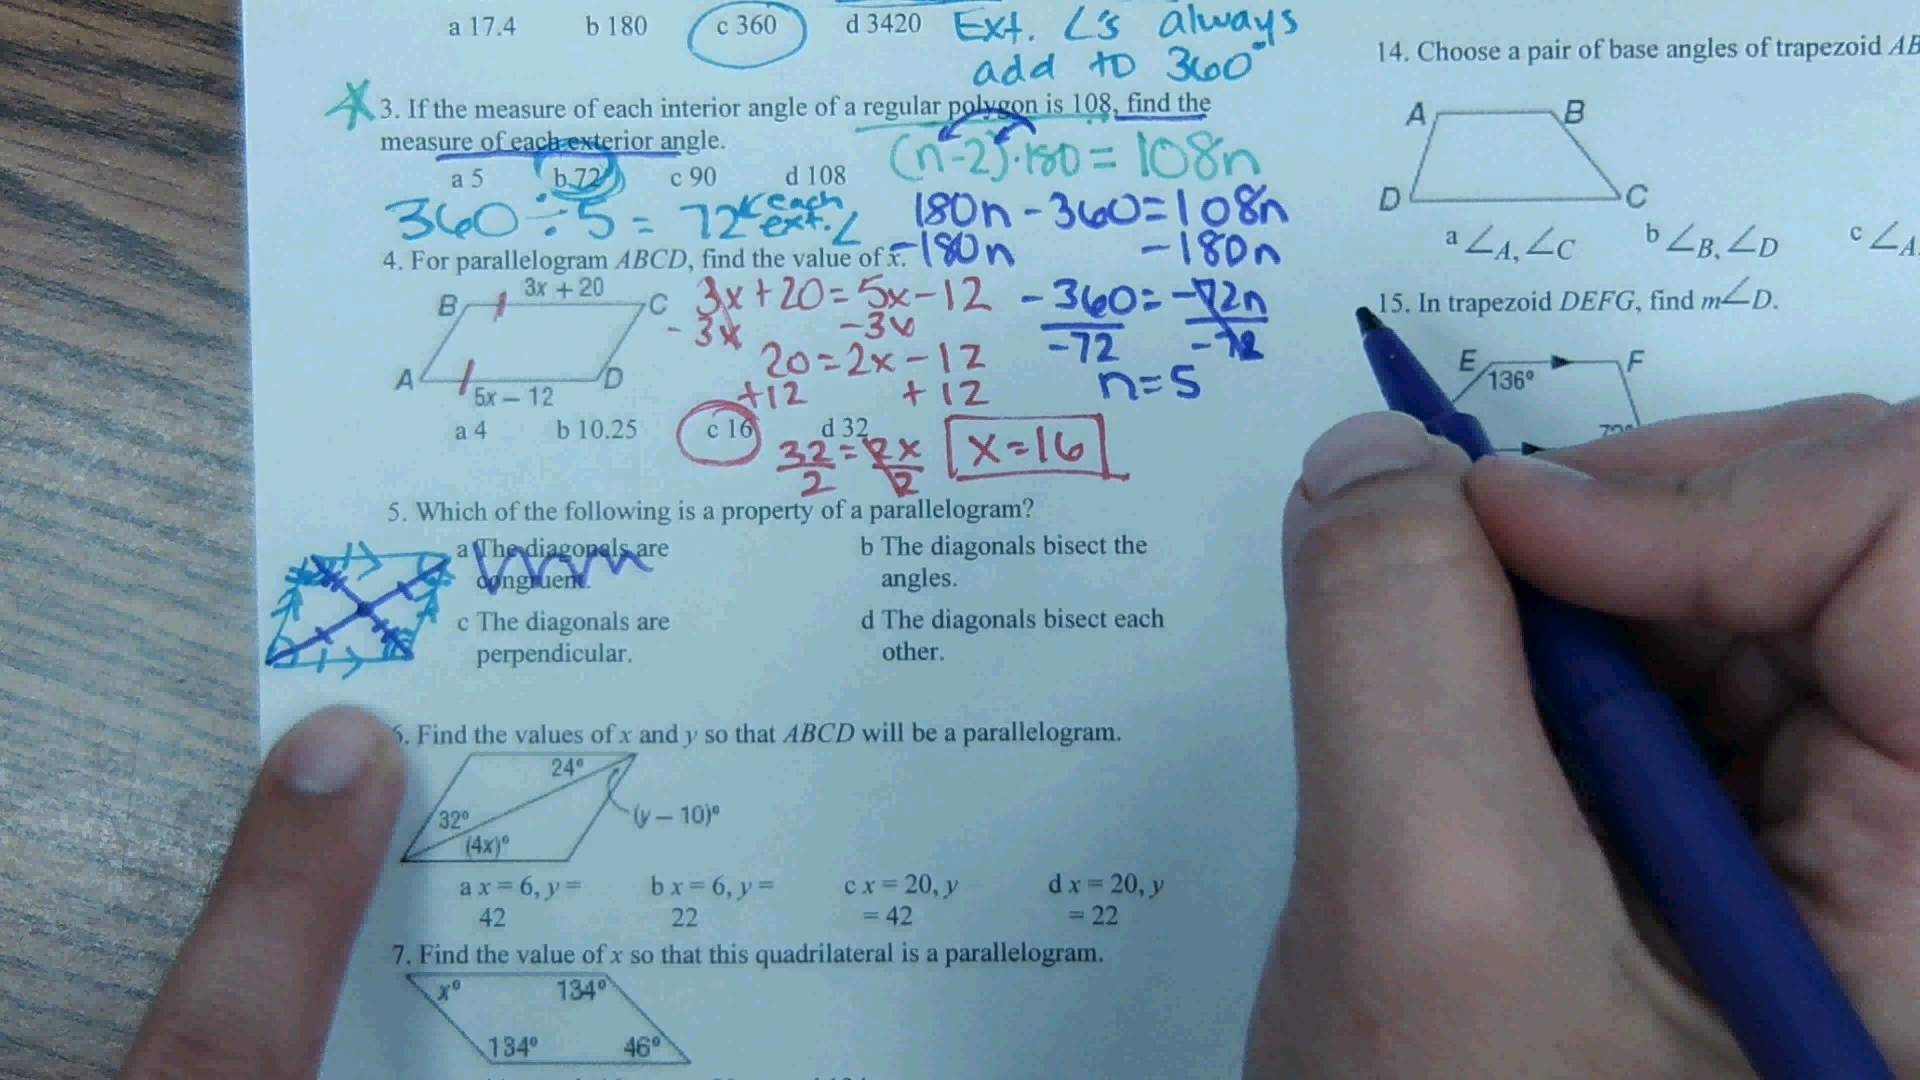 a 17.4 b 180 c 360 d 3420
Ext. ∠'s always
add to 360°
3. If the measure of each interior angle of a regular polygon is 108, find the
measure of each exterior angle.
a 5 b 72 c 90 d 108
(n-2)·180 = 108n
360 ÷ 5 = 72 ← each
ext. ∠
180n - 360 = 108n
-180n -180n
-360 = -72n
-72 -72
n = 5
4. For parallelogram ABCD, find the value of x.
B 3x + 20 C
A 5x – 12 D
3x + 20 = 5x - 12
- 3x -3x
20 = 2x - 12
+12 + 12
32 = 2x
2 2
x = 16
a 4 b 10.25 c 16 d 32
5. Which of the following is a property of a parallelogram?
a The diagonals are
congruent.
b The diagonals bisect the
angles.
c The diagonals are
perpendicular.
d The diagonals bisect each
other.
6. Find the values of x and y so that ABCD will be a parallelogram.
24°
32°
(4x)°
(y – 10)°
a x = 6, y =
42
b x = 6, y =
22
c x = 20, y
= 42
d x = 20, y
= 22
7. Find the value of x so that this quadrilateral is a parallelogram.
x° 134°
134° 46°
14. Choose a pair of base angles of trapezoid AB
A B
D C
a ∠A, ∠C b ∠B, ∠D c ∠A
15. In trapezoid DEFG, find m∠D.
E F
136°